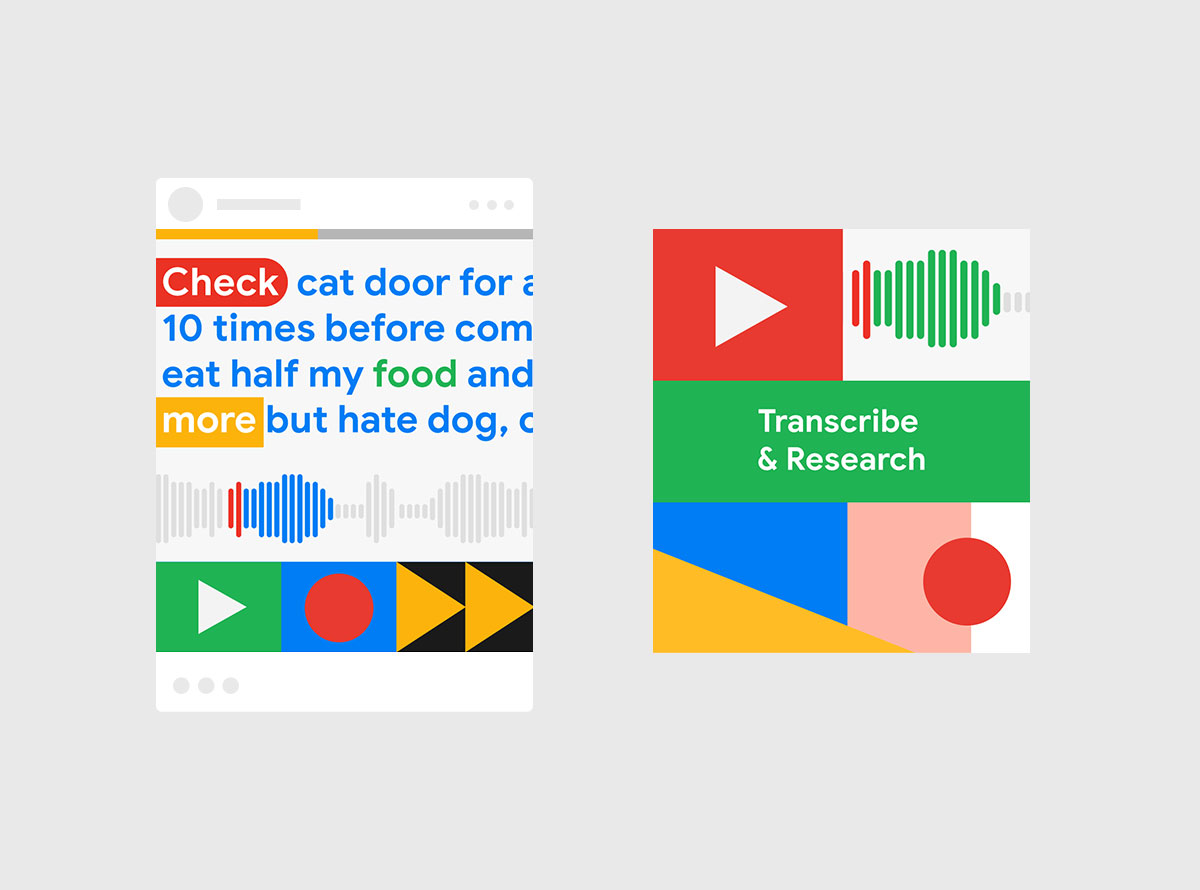 Check cat door for a
10 times before com
eat half my food and
more but hate dog, c
Transcribe
& Research